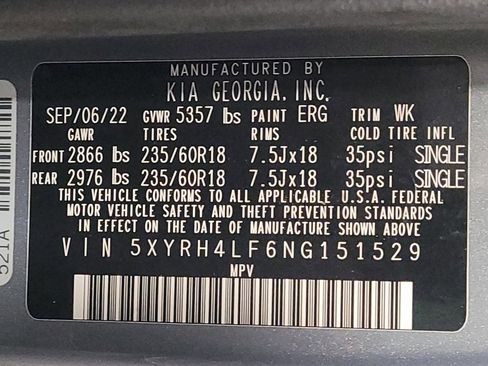 MANUFACTURED BY
KIA GEORGIA, INC.
SEP/06/22 GVWR 5357 lbs PAINT ERG TRIM WK
GAWR TIRES RIMS COLD TIRE INFL
FRONT 2866 lbs 235/60R18 7.5Jx18 35psi SINGLE
REAR 2976 lbs 235/60R18 7.5Jx18 35psi SINGLE
THIS VEHICLE CONFORMS TO ALL APPLICABLE U.S.A. FEDERAL
MOTOR VEHICLE SAFETY AND THEFT PREVENTION STANDARDS
IN EFFECT ON THE DATE OF MANUFACTURE SHOWN ABOVE
VIN 5XYRH4LF6NG151529
MPV
521A